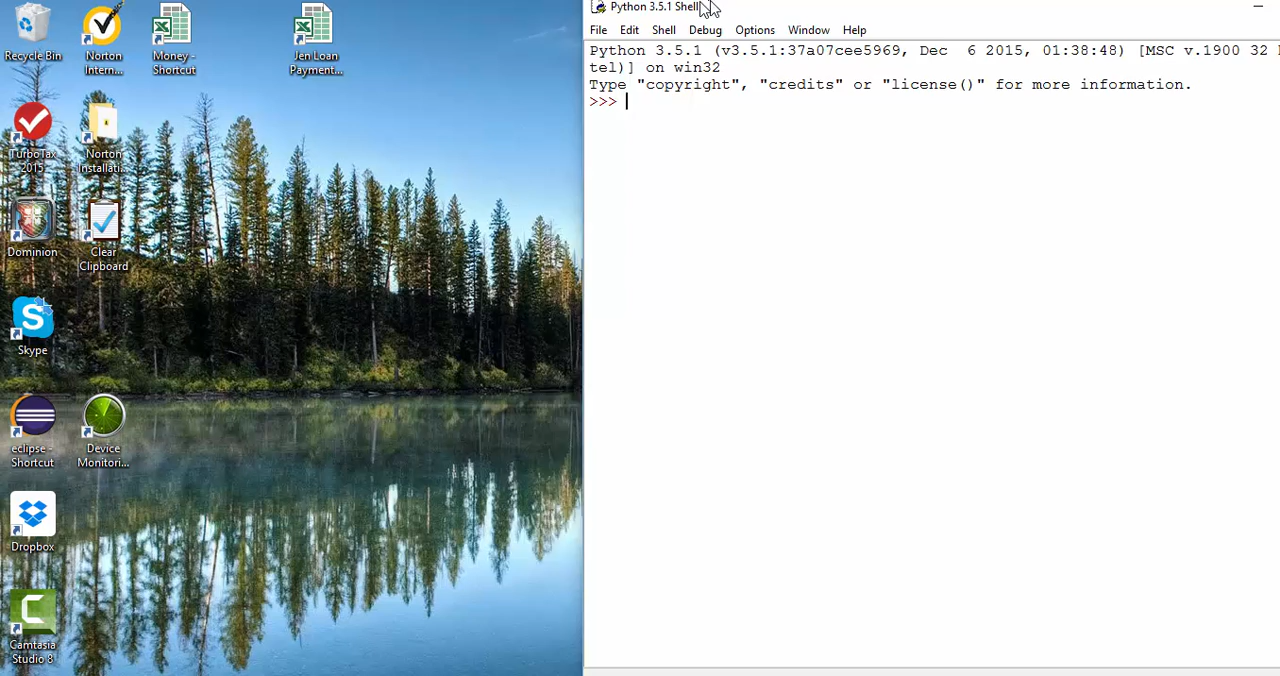 Recycle Bin
Norton
Intern...
Money -
Shortcut
Jen Loan
Payment...
TurboTax
2015
Norton
Installati...
Dominion
Clear
Clipboard
Skype
eclipse -
Shortcut
Device
Monitori...
Dropbox
Camtasia
Studio 8
Python 3.5.1 Shell
File Edit Shell Debug Options Window Help
Python 3.5.1 (v3.5.1:37a07cee5969, Dec  6 2015, 01:38:48) [MSC v.1900 32
tel)] on win32
Type "copyright", "credits" or "license()" for more information.
>>>